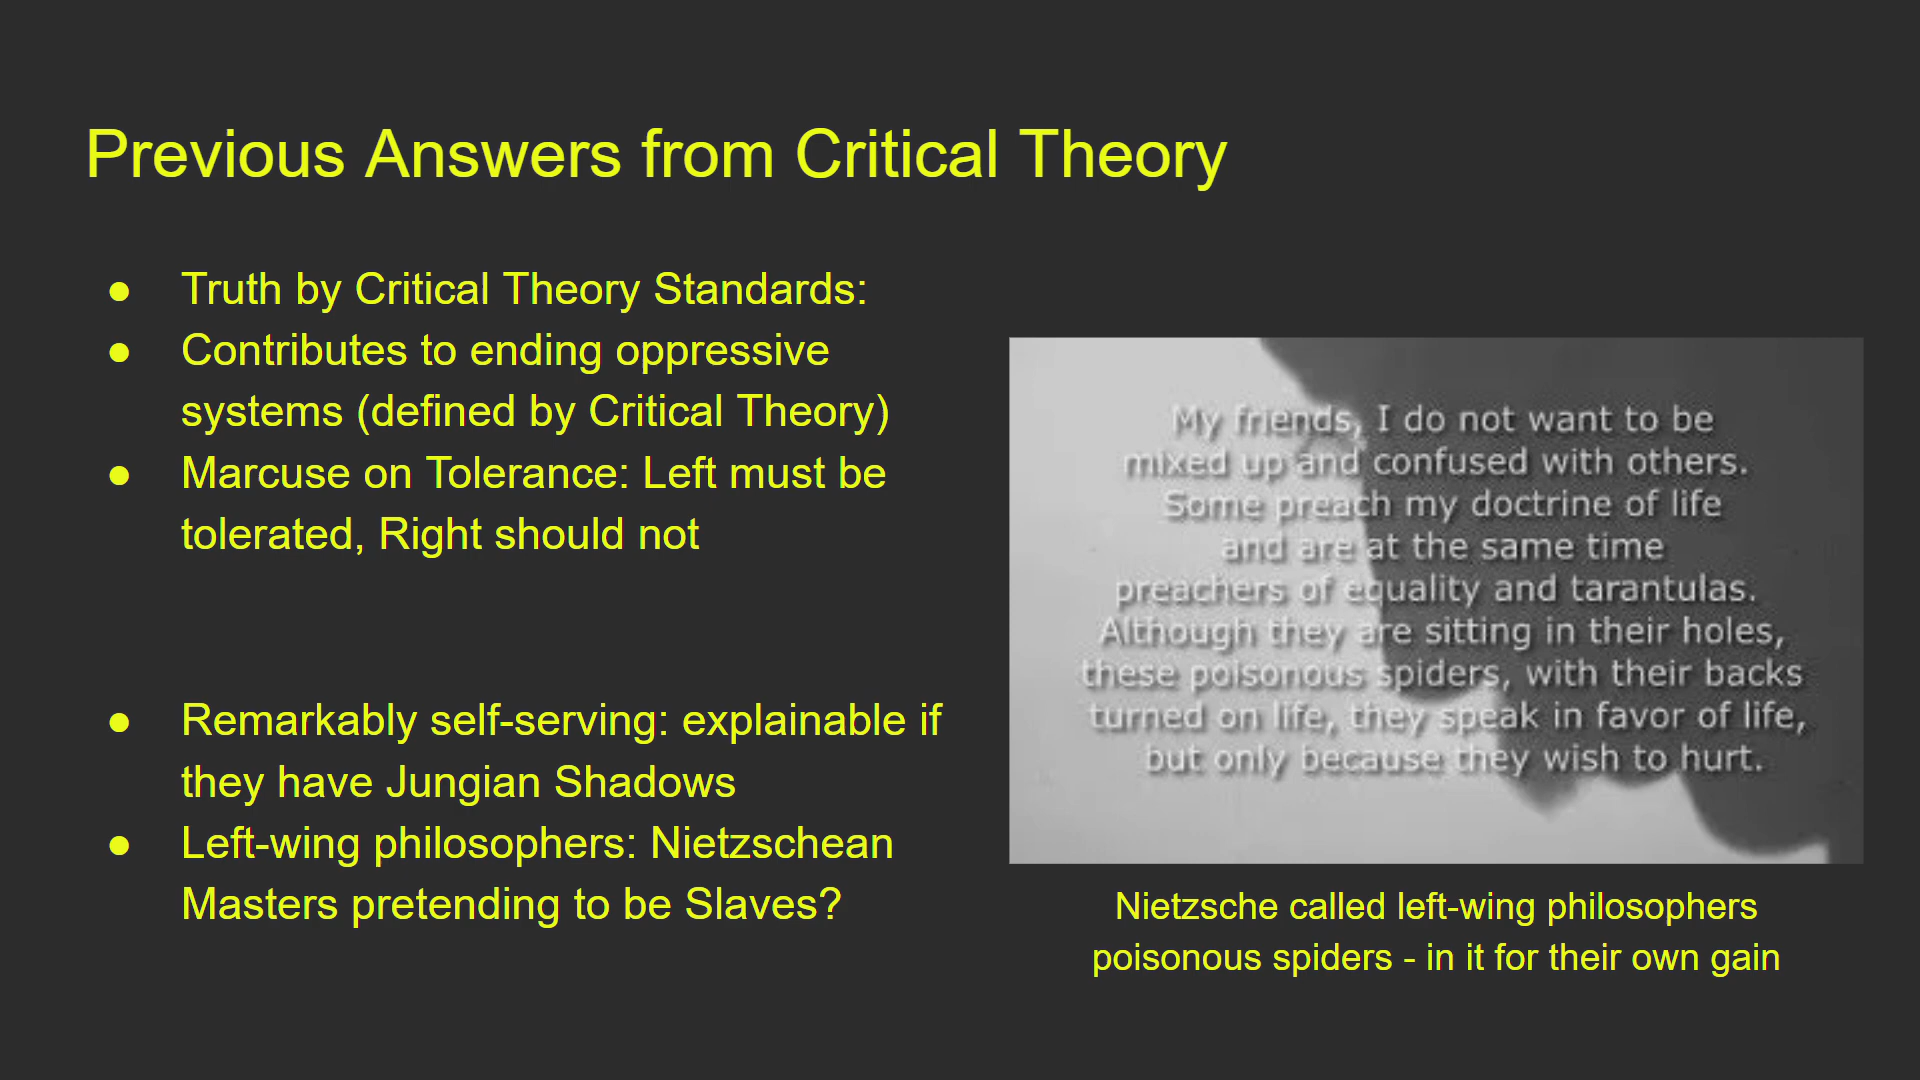 Previous Answers from Critical Theory
● Truth by Critical Theory Standards:
● Contributes to ending oppressive
systems (defined by Critical Theory)
● Marcuse on Tolerance: Left must be
tolerated, Right should not
● Remarkably self-serving: explainable if
they have Jungian Shadows
● Left-wing philosophers: Nietzschean
Masters pretending to be Slaves?
My friends, I do not want to be
mixed up and confused with others.
Some preach my doctrine of life
and are at the same time
preachers of equality and tarantulas.
Although they are sitting in their holes,
these poisonous spiders, with their backs
turned on life, they speak in favor of life,
but only because they wish to hurt.
Nietzsche called left-wing philosophers
poisonous spiders - in it for their own gain